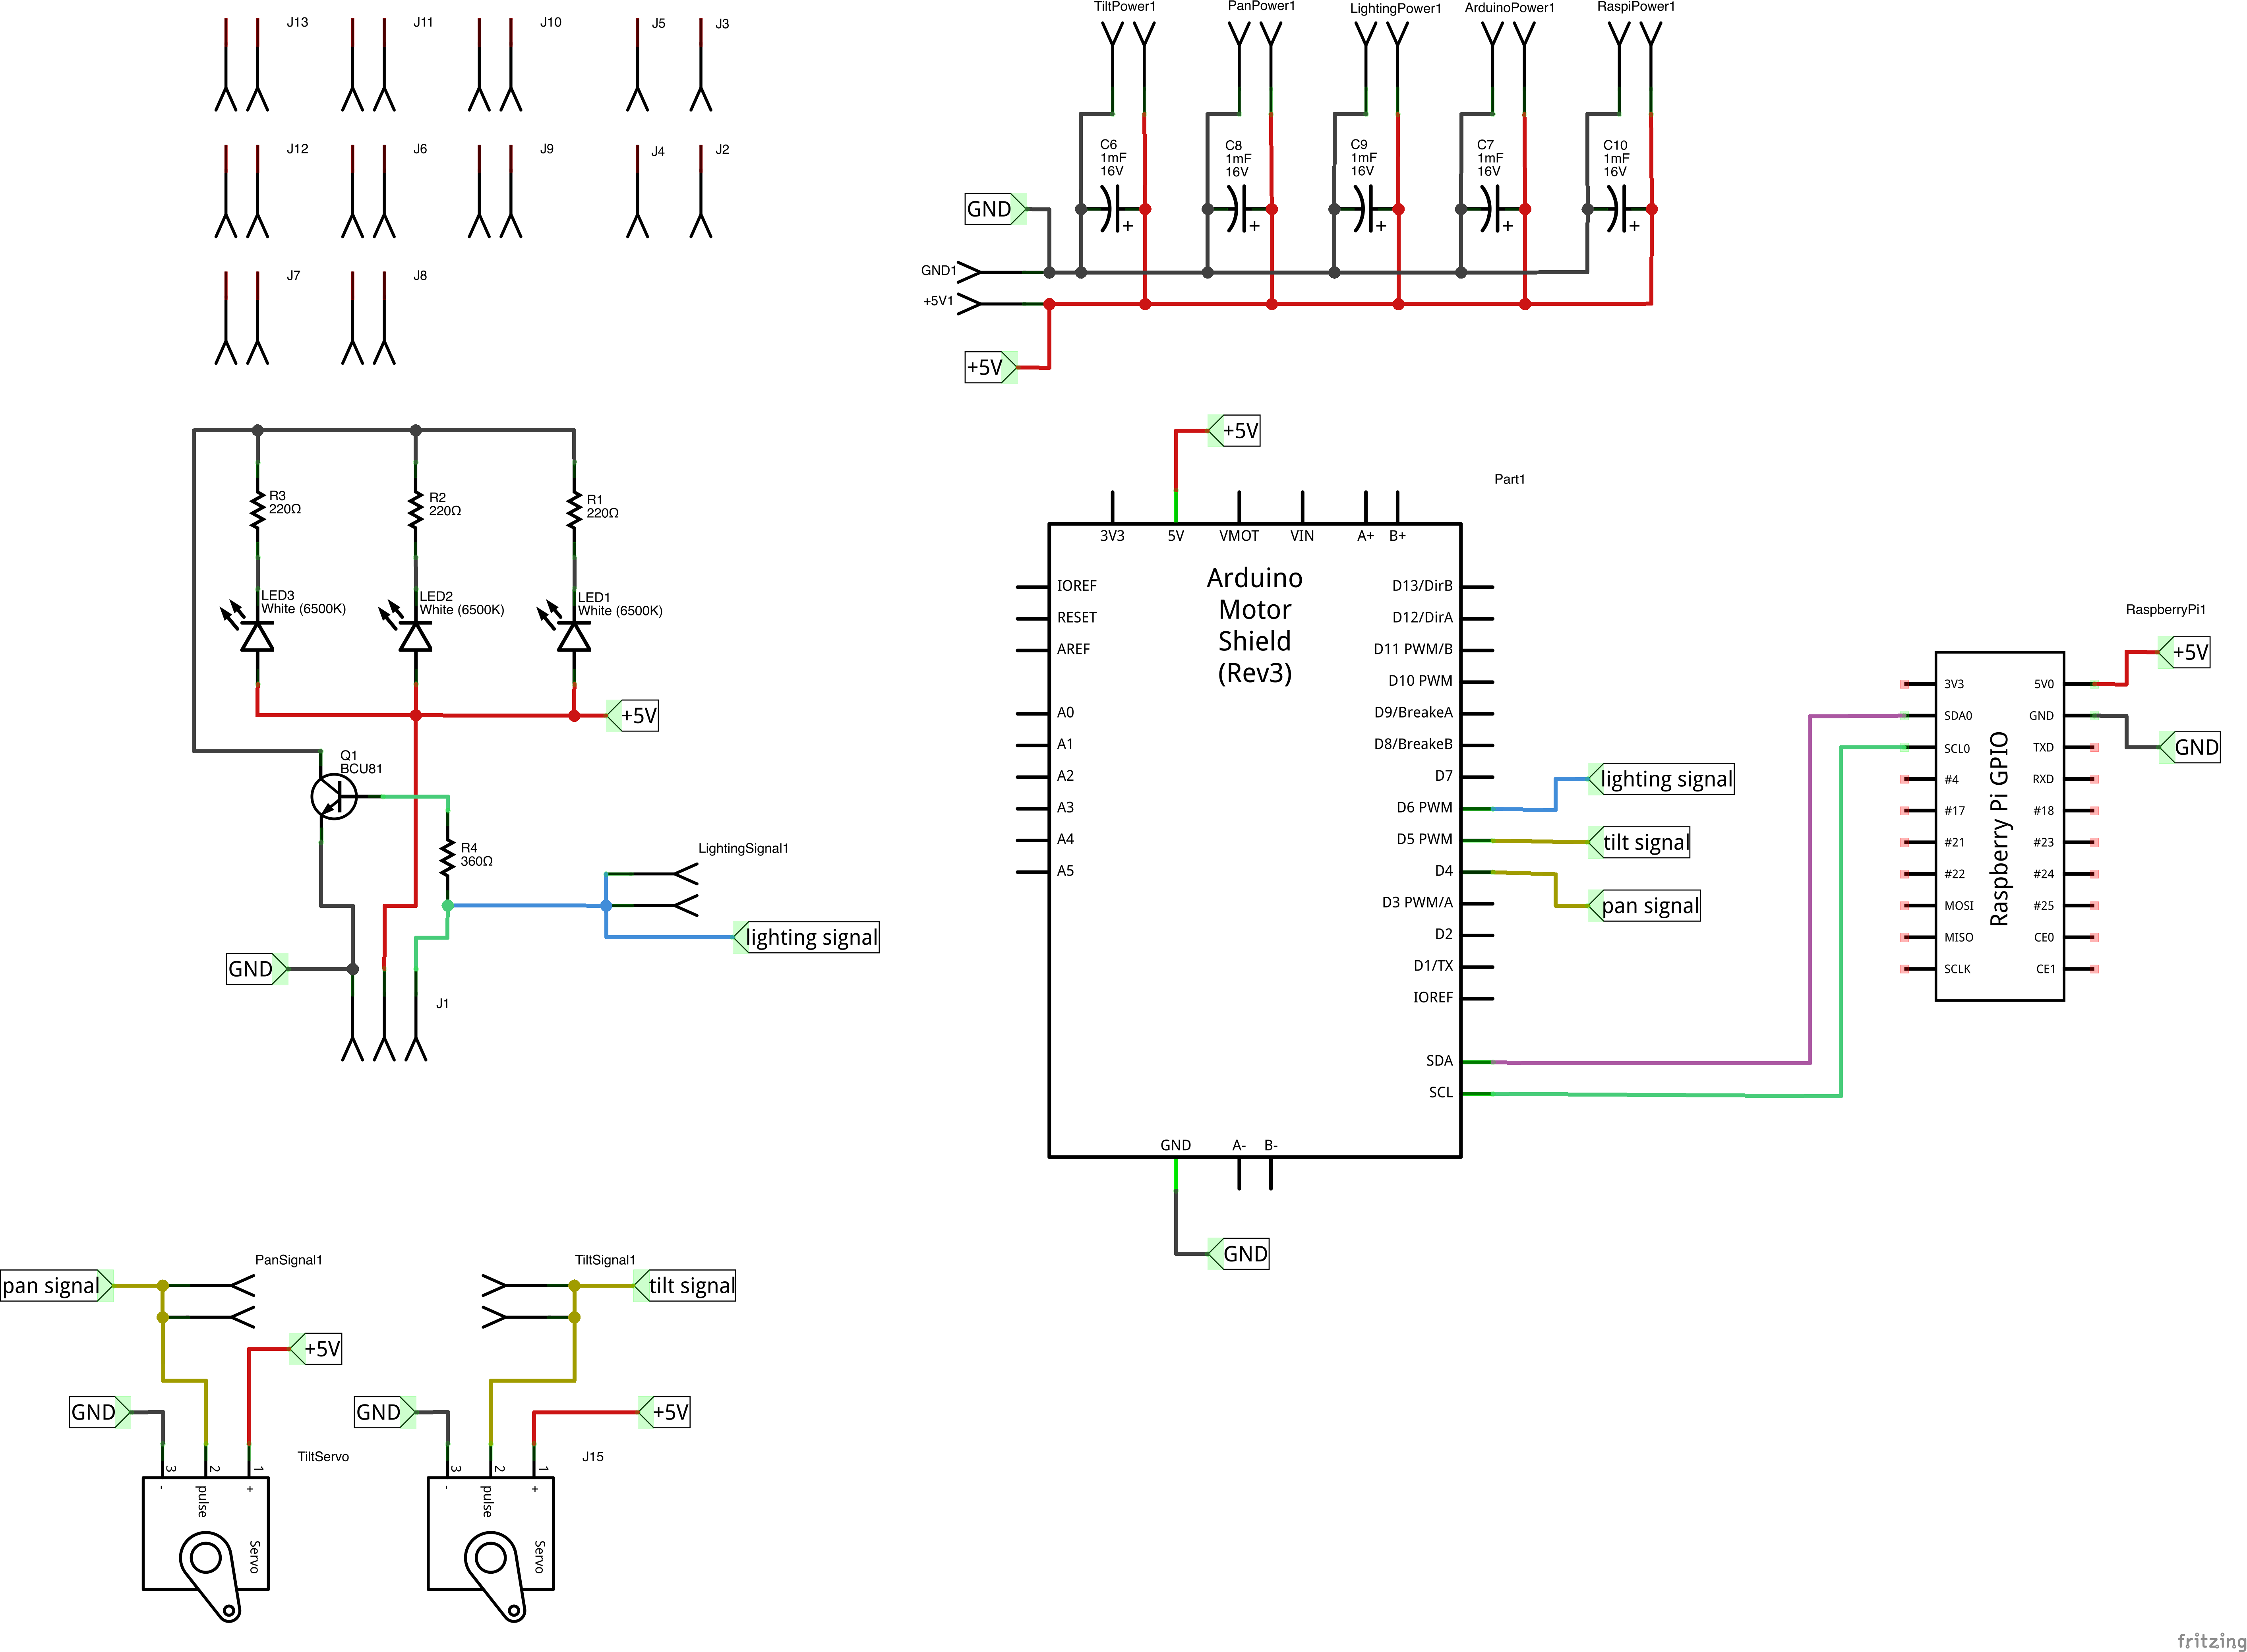 J13
J11
J10
J5
J3
J12
J6
J9
J4
J2
J7
J8
TiltPower1
PanPower1
LightingPower1
ArduinoPower1
RaspiPower1
C6
1mF
16V
C8
1mF
16V
C9
1mF
16V
C7
1mF
16V
C10
1mF
16V
+
+
+
+
+
GND
GND1
+5V1
+5V
R3
220Ω
R2
220Ω
R1
220Ω
LED3
White (6500K)
LED2
White (6500K)
LED1
White (6500K)
+5V
Q1
BCU81
R4
360Ω
LightingSignal1
lighting signal
GND
J1
+5V
Part1
3V3
5V
VMOT
VIN
A+
B+
Arduino
Motor
Shield
(Rev3)
IOREF
RESET
AREF
A0
A1
A2
A3
A4
A5
D13/DirB
D12/DirA
D11 PWM/B
D10 PWM
D9/BreakeA
D8/BreakeB
D7
D6 PWM
D5 PWM
D4
D3 PWM/A
D2
D1/TX
IOREF
SDA
SCL
GND
A-
B-
GND
lighting signal
tilt signal
pan signal
RaspberryPi1
+5V
GND
Raspberry Pi GPIO
3V3
SDA0
SCL0
#4
#17
#21
#22
MOSI
MISO
SCLK
5V0
GND
TXD
RXD
#18
#23
#24
#25
CE0
CE1
PanSignal1
pan signal
+5V
GND
TiltServo
3
2
1
-
pulse
+
Servo
TiltSignal1
tilt signal
GND
+5V
J15
3
2
1
-
pulse
+
Servo
fritzing